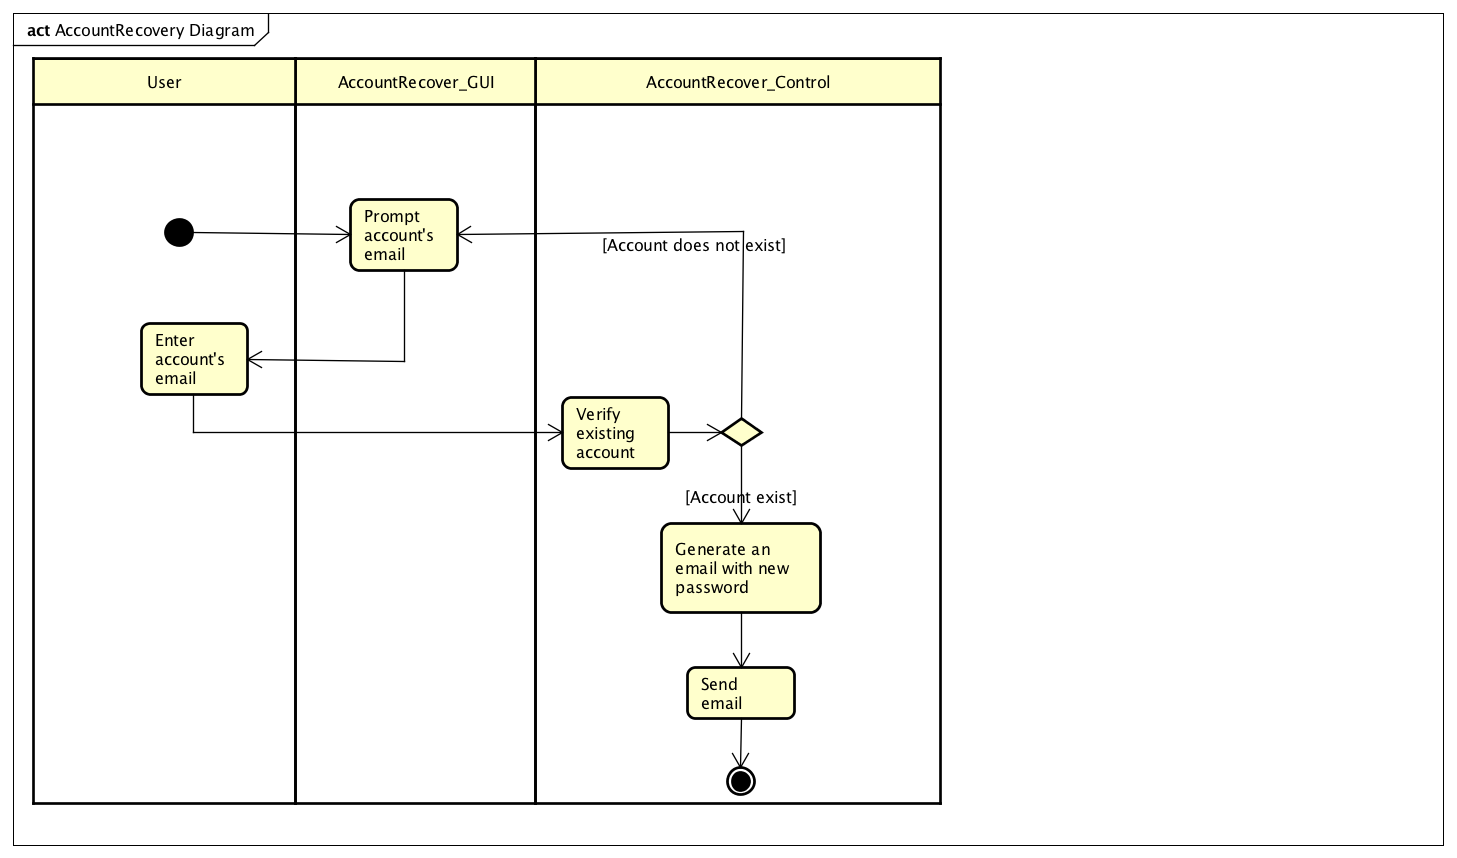 act AccountRecovery Diagram
User
AccountRecover_GUI
AccountRecover_Control
Prompt
account's
email
[Account does not exist]
Enter
account's
email
Verify
existing
account
[Account exist]
Generate an
email with new
password
Send
email